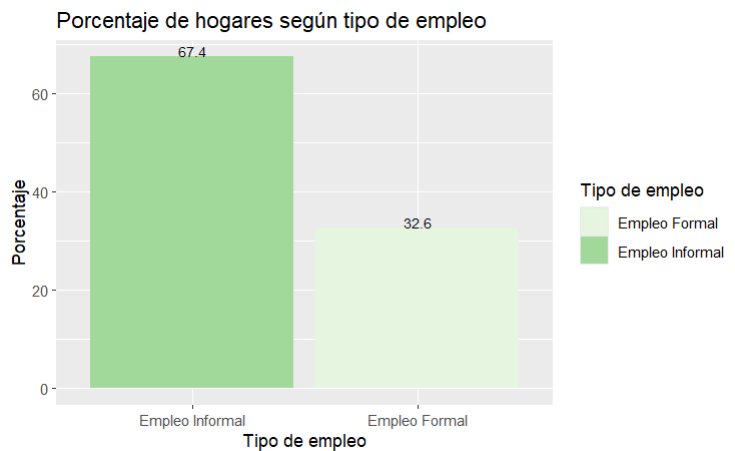 Porcentaje de hogares según tipo de empleo
67.4
60
40
32.6
20
0
Porcentaje
Empleo Informal
Empleo Formal
Tipo de empleo
Tipo de empleo
Empleo Formal
Empleo Informal